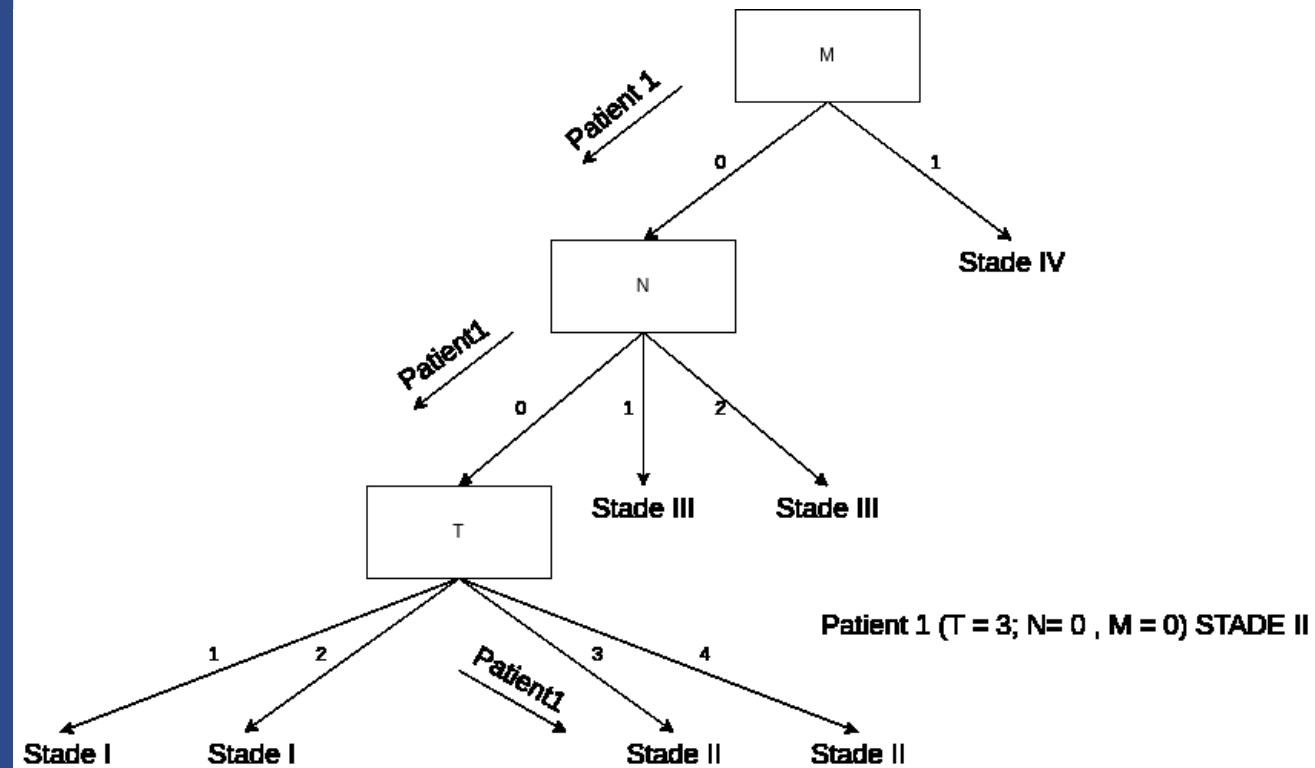 M
Patient 1
0
1
Stade IV
N
Patient1
0
1
2
Stade III
Stade III
T
Patient 1 (T = 3; N= 0 , M = 0) STADE II
1
2
Patient1
3
4
Stade I
Stade I
Stade II
Stade II